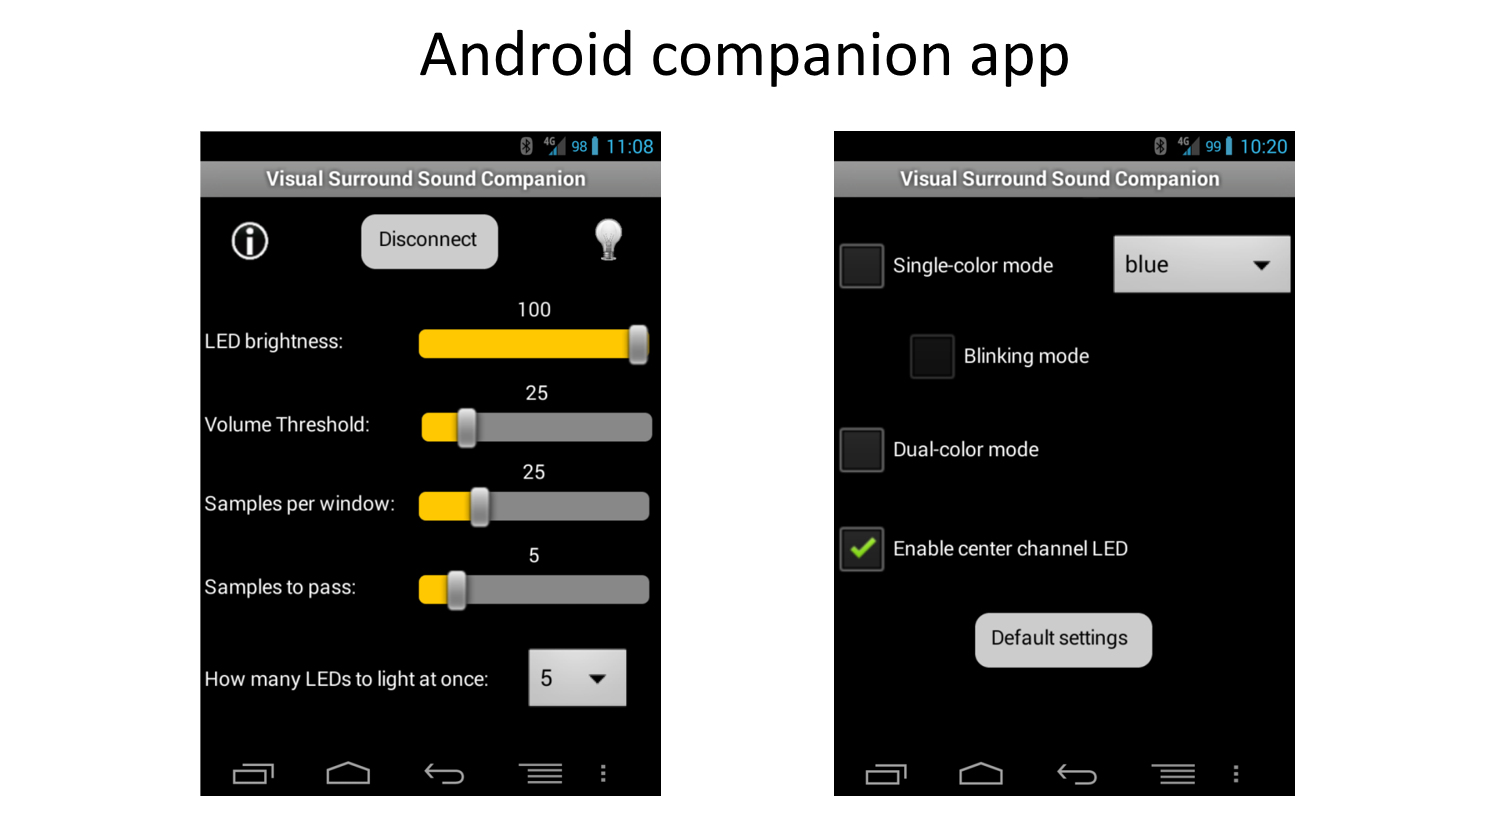 Android companion app
4G 98 11:08
Visual Surround Sound Companion
Disconnect
100
LED brightness:
25
Volume Threshold:
25
Samples per window:
5
Samples to pass:
How many LEDs to light at once: 5
4G 99 10:20
Visual Surround Sound Companion
Single-color mode blue
Blinking mode
Dual-color mode
Enable center channel LED
Default settings